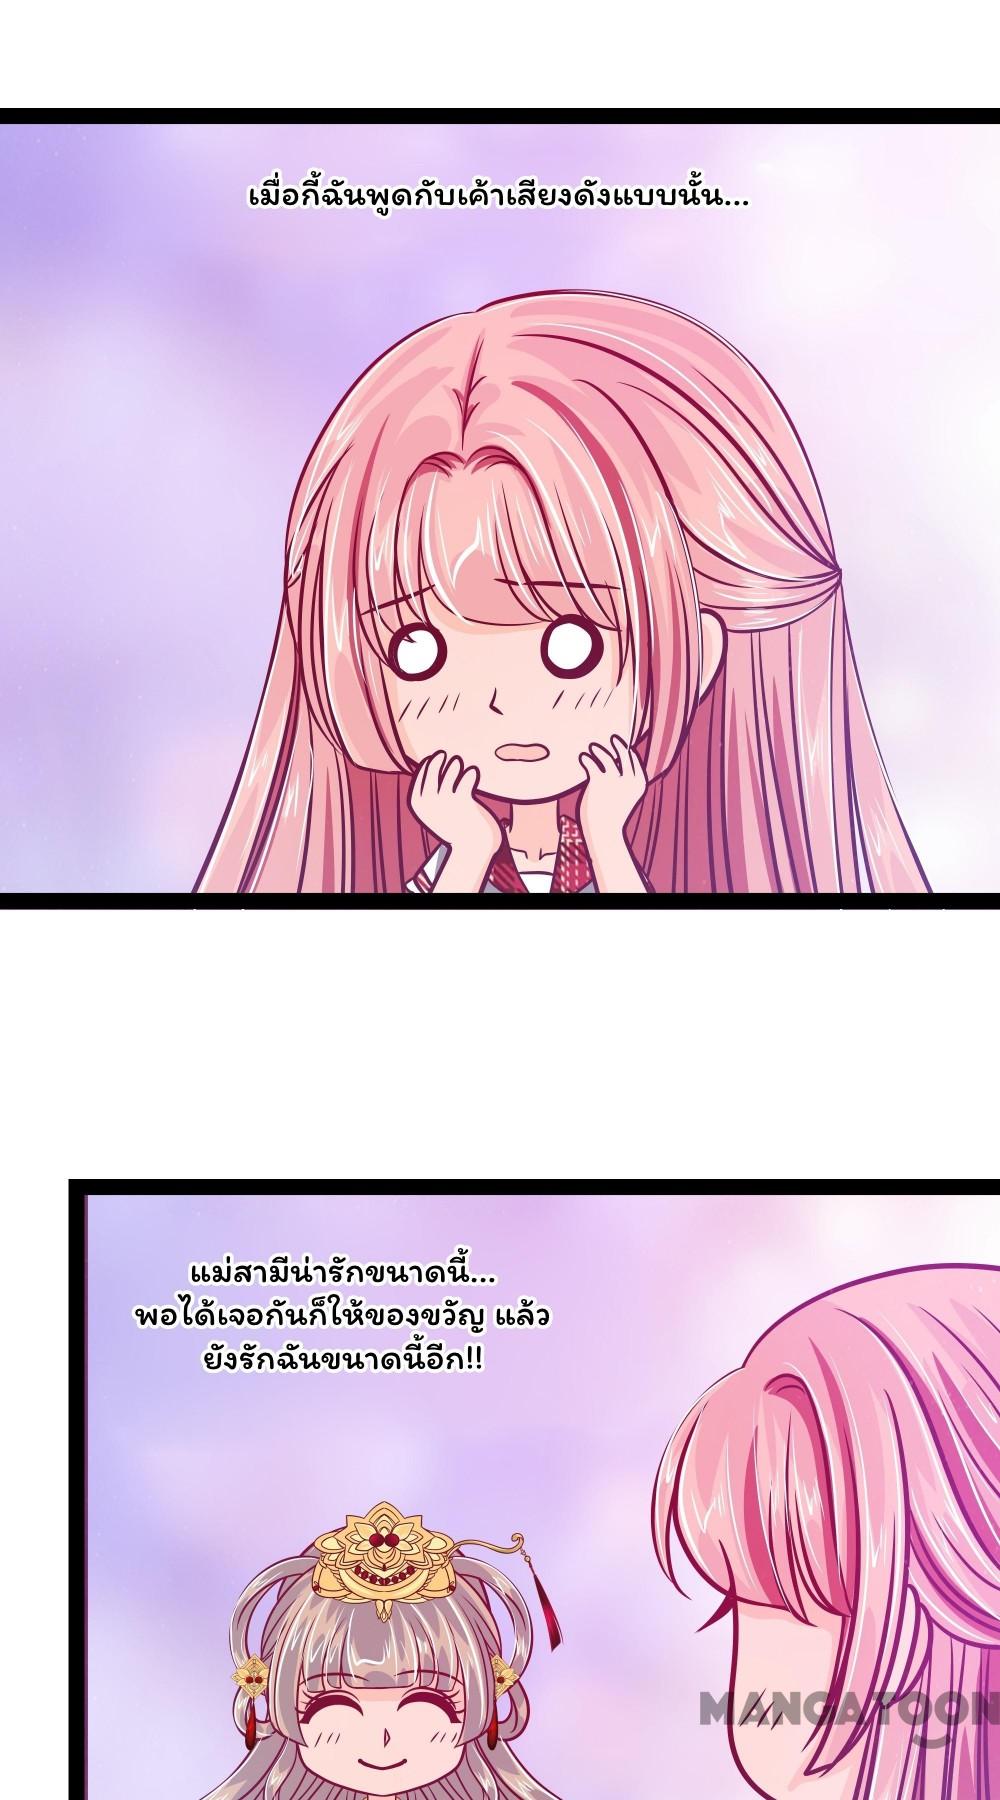 เมื่อกี้ฉันพูดกับเค้าเสียงดังแบบนั้น...
แม่สามีน่ารักขนาดนี้...
พอได้เจอกันก็ให้ของขวัญ แล้ว
ยังรักฉันขนาดนี้อีก!!
MANGATOON